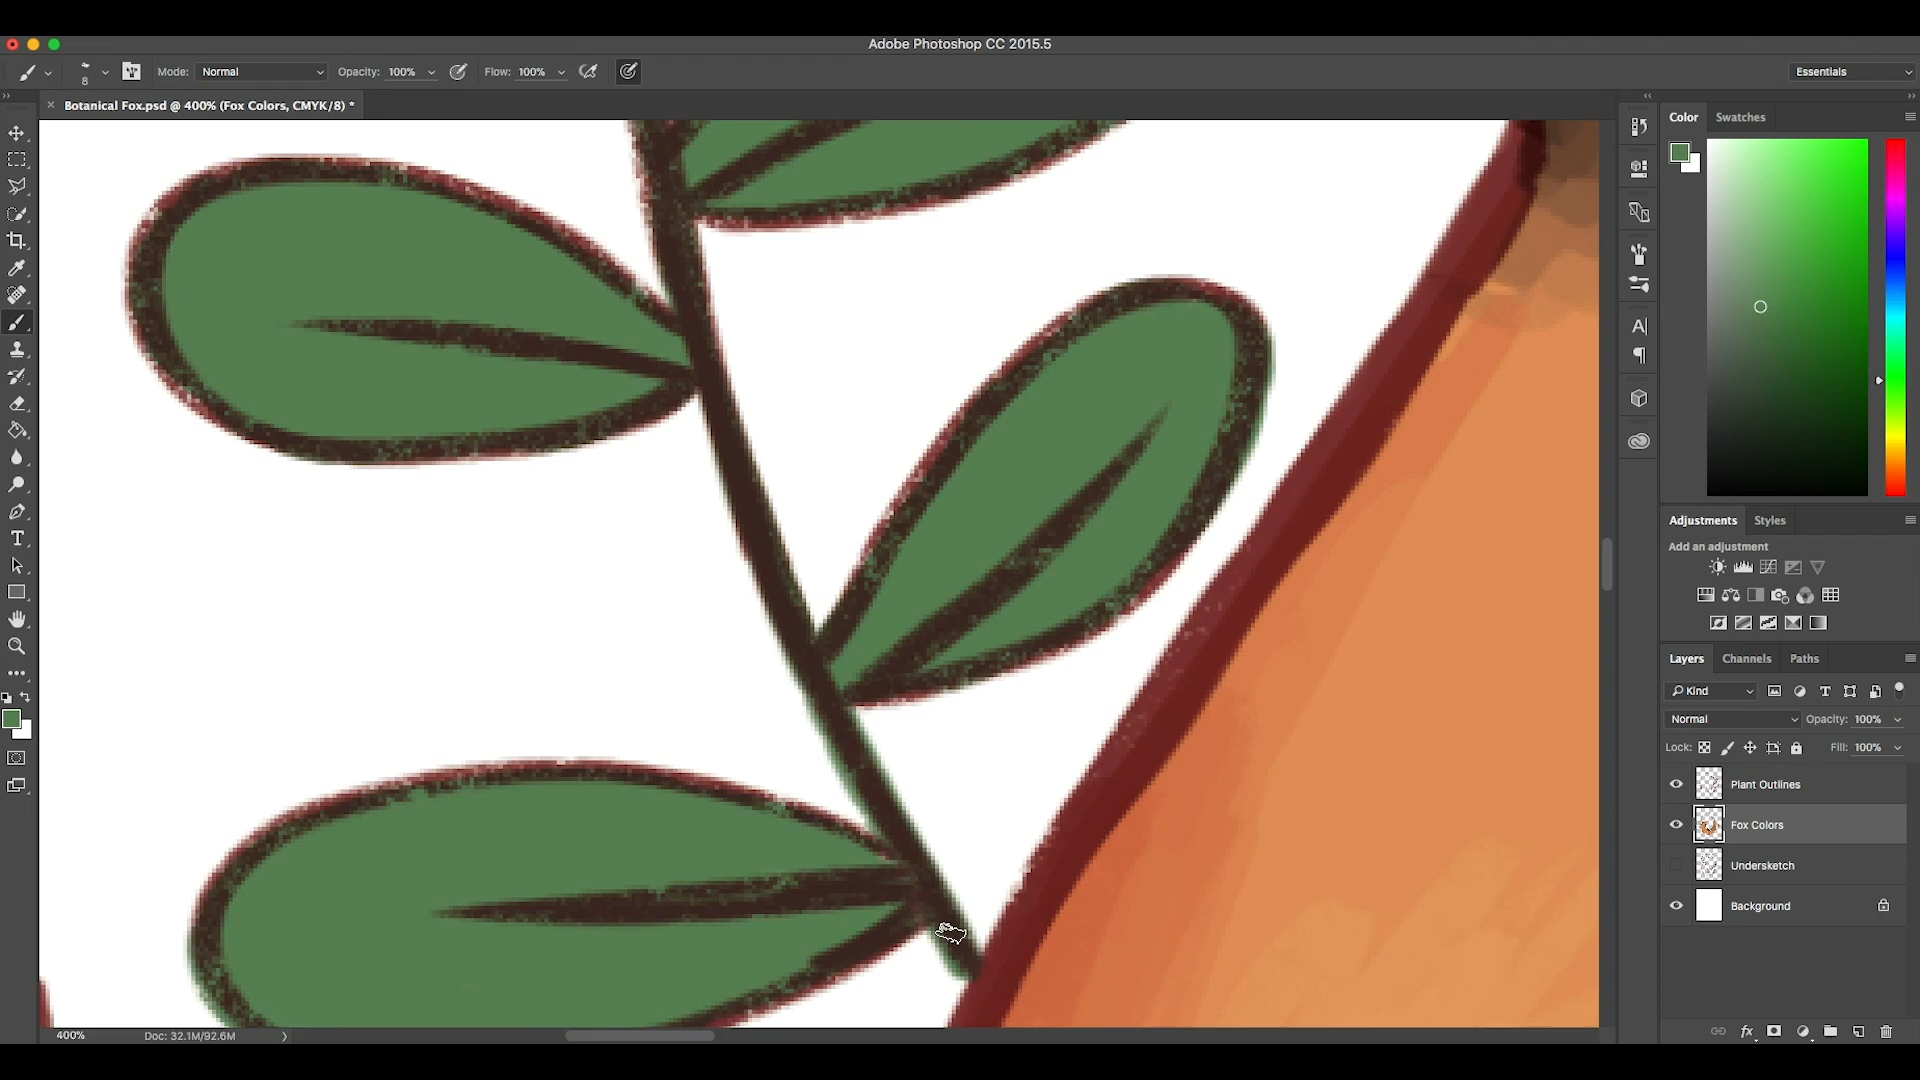 Adobe Photoshop CC 2015.5
8
Mode: Normal
Opacity: 100%
Flow: 100%
Essentials
Botanical Fox.psd @ 400% (Fox Colors, CMYK/8) *
Color
Swatches
Adjustments
Styles
Add an adjustment
Layers
Channels
Paths
Kind
Normal
Opacity: 100%
Lock:
Fill: 100%
Plant Outlines
Fox Colors
Undersketch
Background
400%
Doc: 32.1M/92.6M
fx